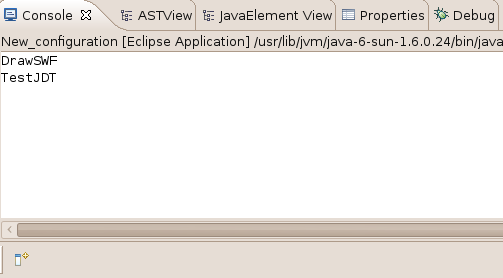 Console ASTView JavaElement View Properties Debug
New_configuration [Eclipse Application] /usr/lib/jvm/java-6-sun-1.6.0.24/bin/java
DrawSWF
TestJDT